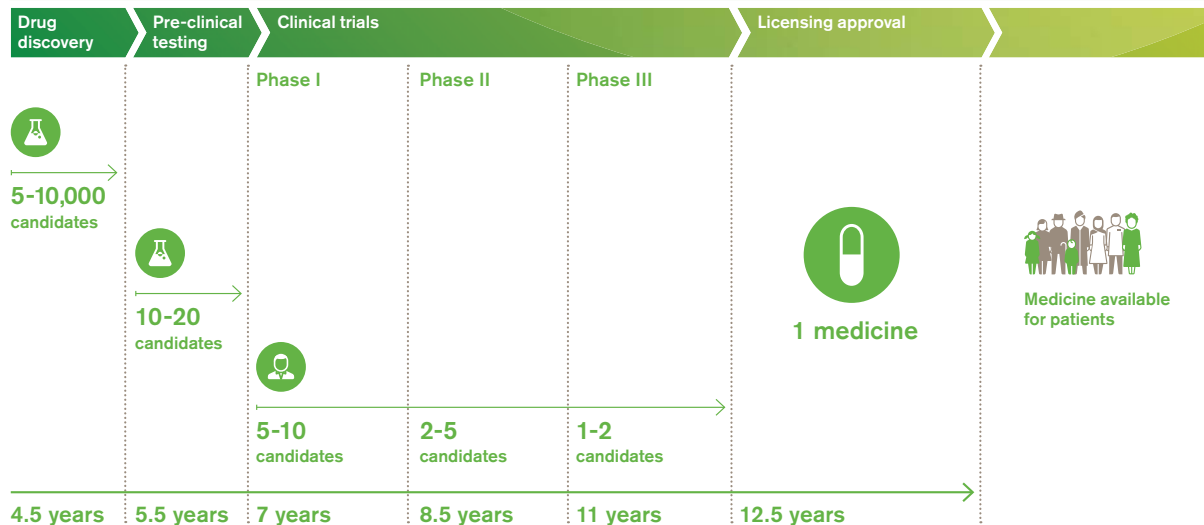 Drug
discovery
Pre-clinical
testing
Clinical trials
Licensing approval
Phase I
Phase II
Phase III
5-10,000
candidates
10-20
candidates
1 medicine
Medicine available
for patients
5-10
candidates
2-5
candidates
1-2
candidates
4.5 years
5.5 years
7 years
8.5 years
11 years
12.5 years